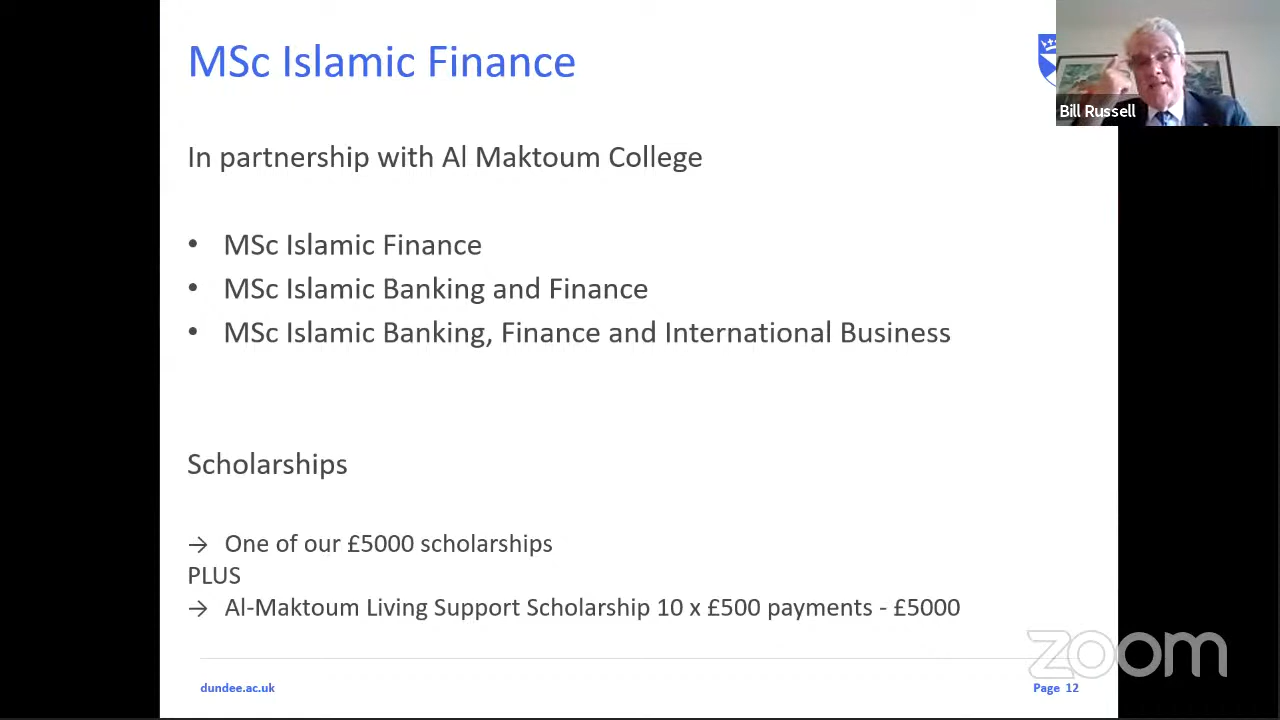 MSc Islamic Finance
Bill Russell
In partnership with Al Maktoum College
• MSc Islamic Finance
• MSc Islamic Banking and Finance
• MSc Islamic Banking, Finance and International Business
Scholarships
→ One of our £5000 scholarships
PLUS
→ Al-Maktoum Living Support Scholarship 10 x £500 payments - £5000
zoom
dundee.ac.uk
Page 12